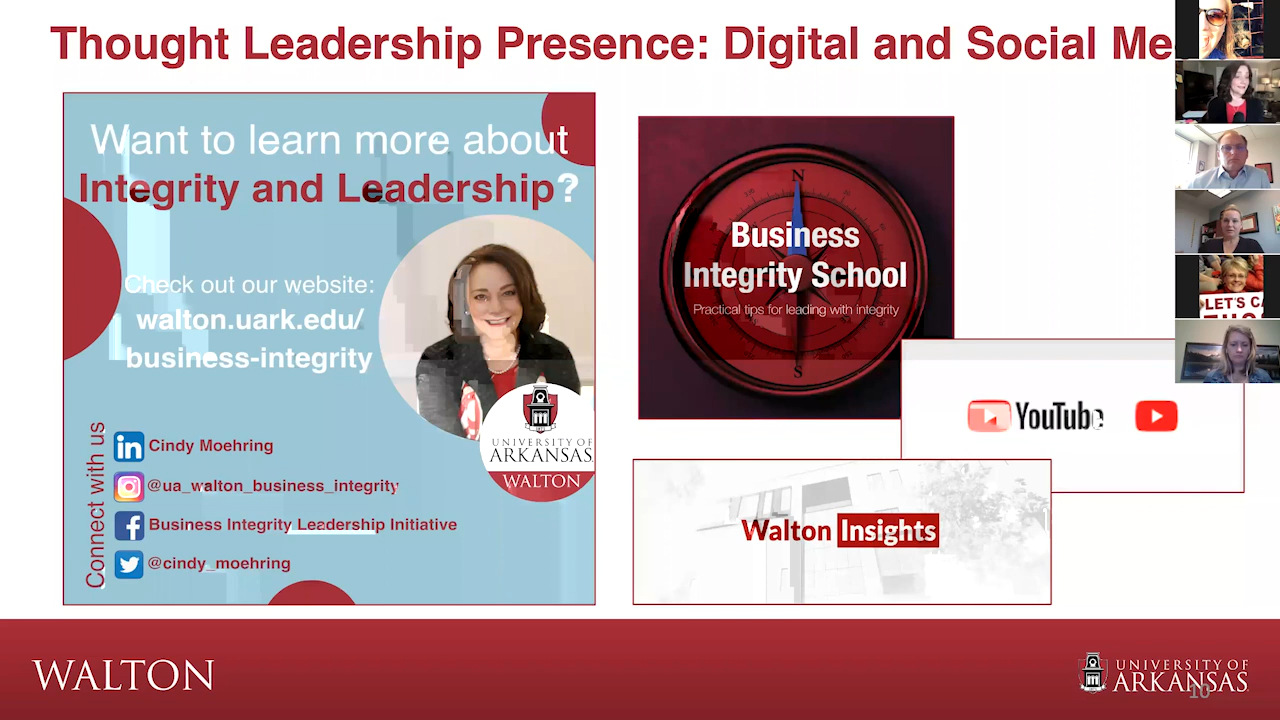 Thought Leadership Presence: Digital and Social Me
Want to learn more about
Integrity and Leadership?
Check out our website:
walton.uark.edu/
business-integrity
Connect with us
in Cindy Moehring
@ua_walton_business_integrity
Business Integrity Leadership Initiative
@cindy_moehring
UNIVERSITY OF
ARKANSAS
WALTON
N
Business
Integrity School
Practical tips for leading with integrity
S
YouTube
Walton Insights
LET'S
WALTON
UNIVERSITY OF
ARKANSAS
10